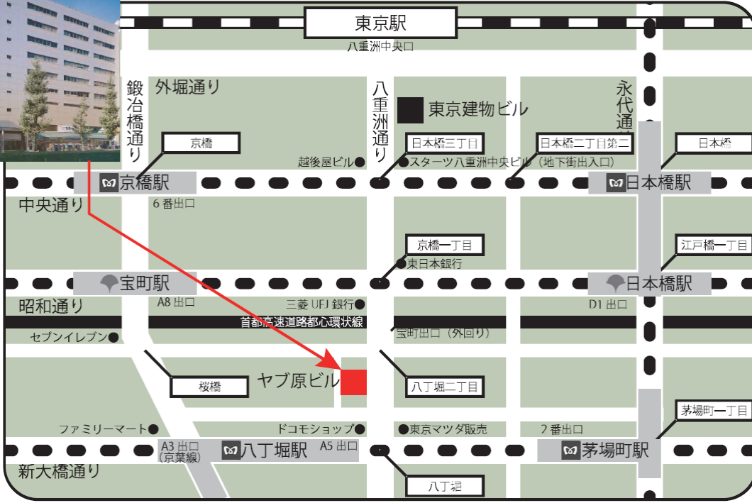 東京駅
八重洲中央口
鍛冶橋通り
外堀通り
八重洲通り
東京建物ビル
永代通り
京橋
越後屋ビル
日本橋三丁目
スターツ八重洲中央ビル（地下街出入口）
日本橋二丁目第二
日本橋
京橋駅
日本橋駅
中央通り
6 番出口
京橋一丁目
東日本銀行
江戸橋一丁目
宝町駅
日本橋駅
昭和通り
A8 出口
三菱 UFJ 銀行
D1 出口
首都高速道路都心環状線
宝町出口（外回り）
セブンイレブン
桜橋
ヤブ原ビル
八丁堀二丁目
茅場町一丁目
ファミリーマート
ドコモショップ
東京マツダ販売
2 番出口
A3 出口
（京葉線）
八丁堀駅
A5 出口
茅場町駅
新大橋通り
八丁堀